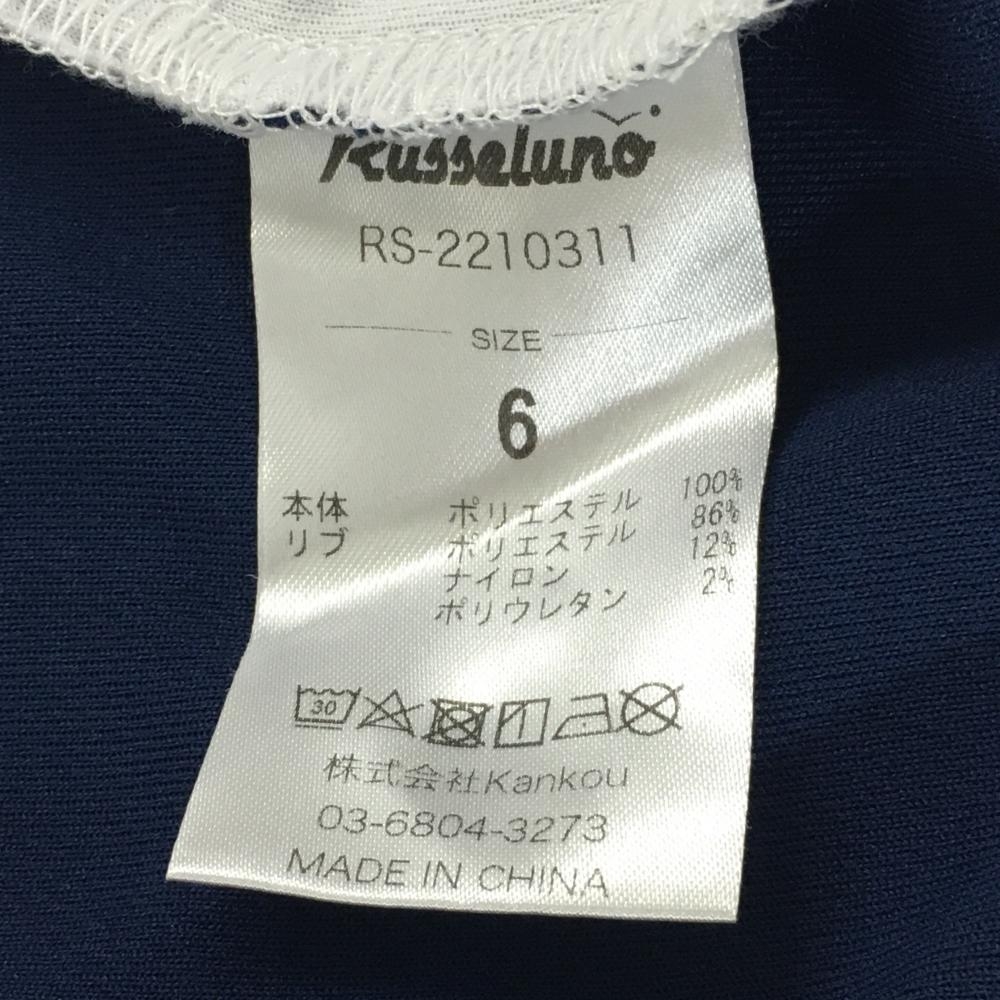 Russeluno
RS-2210311
SIZE
6
本体 ポリエステル 100%
リブ ポリエステル 86%
ナイロン 12%
ポリウレタン 2%
30
株式会社Kankou
03-6804-3273
MADE IN CHINA